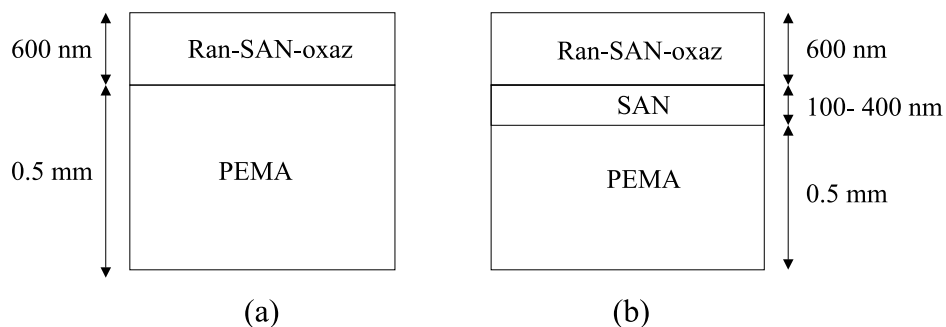 600 nm
Ran-SAN-oxaz
0.5 mm
PEMA
(a)
Ran-SAN-oxaz
600 nm
SAN
100- 400 nm
PEMA
0.5 mm
(b)